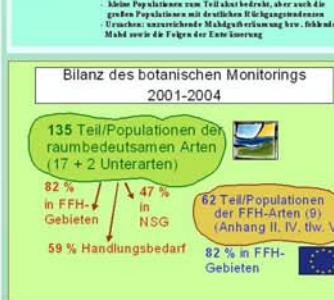 - kleine Populationen zum Teil akut bedroht, aber auch die
großen Populationen mit deutlichen Rückgangstendenzen
- Ursachen: unzureichende Mahdgutberäumung bzw. fehlende
Mahd sowie die Folgen der Entwässerung
Bilanz des botanischen Monitorings
2001-2004
135 Teil/Populationen der
raumbedeutsamen Arten
(17 + 2 Unterarten)
82 %
in FFH-
Gebieten
47 %
in
NSG
59 % Handlungsbedarf
62 Teil/Populationen
der FFH-Arten (9)
(Anhang II, IV, tlw. V
82 % in FFH-
Gebieten